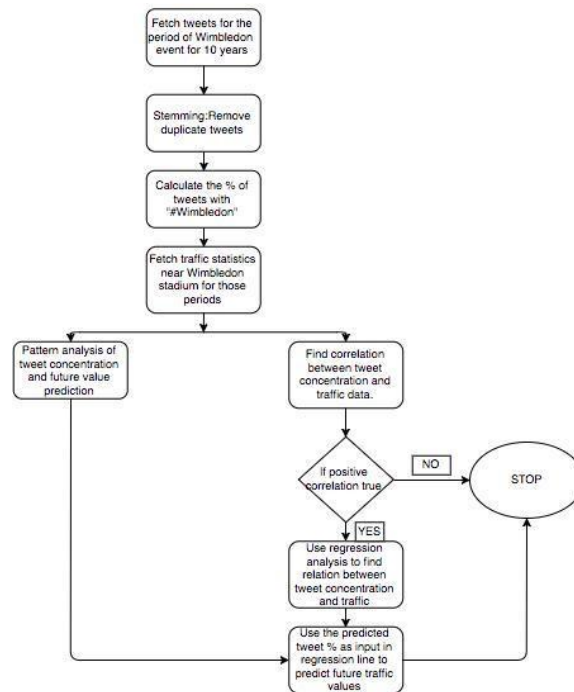 Fetch tweets for the
period of Wimbledon
event for 10 years
Stemming:Remove
duplicate tweets
Calculate the % of
tweets with
"#Wimbledon"
Fetch traffic statistics
near Wimbledon
stadium for those
periods
Pattern analysis of
tweet concentration
and future value
prediction
Find correlation
between tweet
concentration and
traffic data.
If positive
correlation true
NO
STOP
YES
Use regression
analysis to find
relation between
tweet concentration
and traffic
Use the predicted
tweet % as input in
regression line to
predict future traffic
values